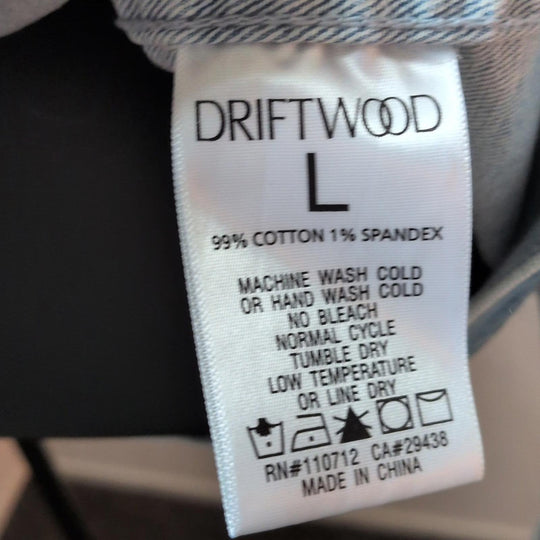 DRIFTWOOD
L
99% COTTON 1% SPANDEX
MACHINE WASH COLD
OR HAND WASH COLD
NO BLEACH
NORMAL CYCLE
TUMBLE DRY
LOW TEMPERATURE
OR LINE DRY
RN#110712 CA#29438
MADE IN CHINA